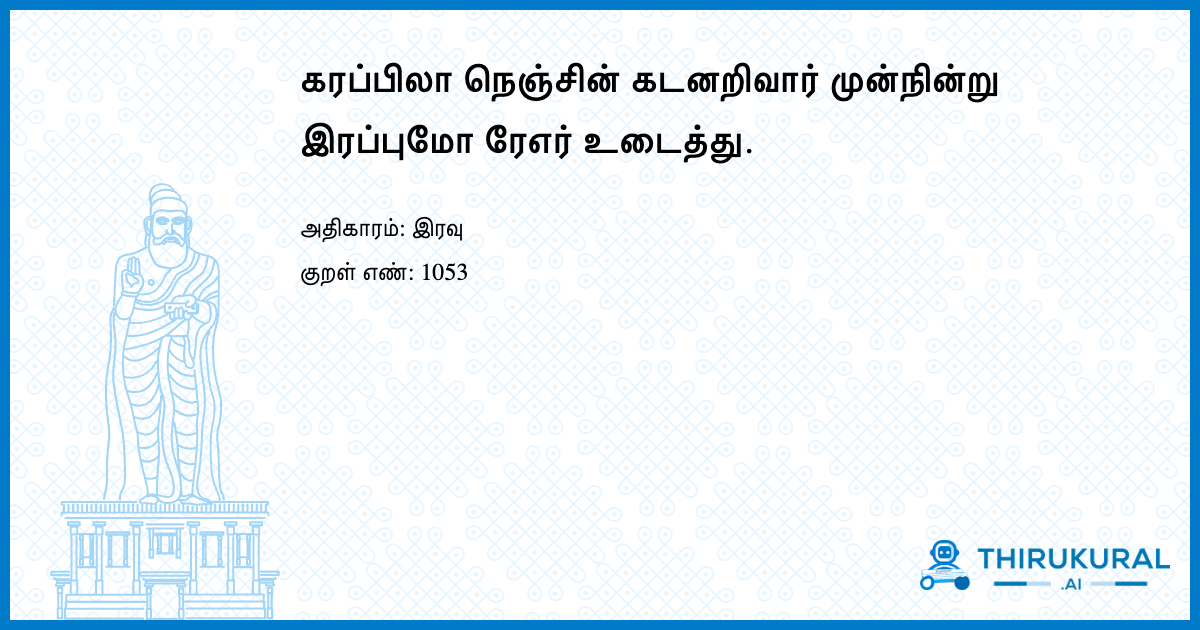 கரப்பிலா நெஞ்சின் கடனறிவார் முன்நின்று
இரப்புமோ ரேஎர் உடைத்து.
அதிகாரம்: இரவு
குறள் எண்: 1053
THIRUKURAL
.AI